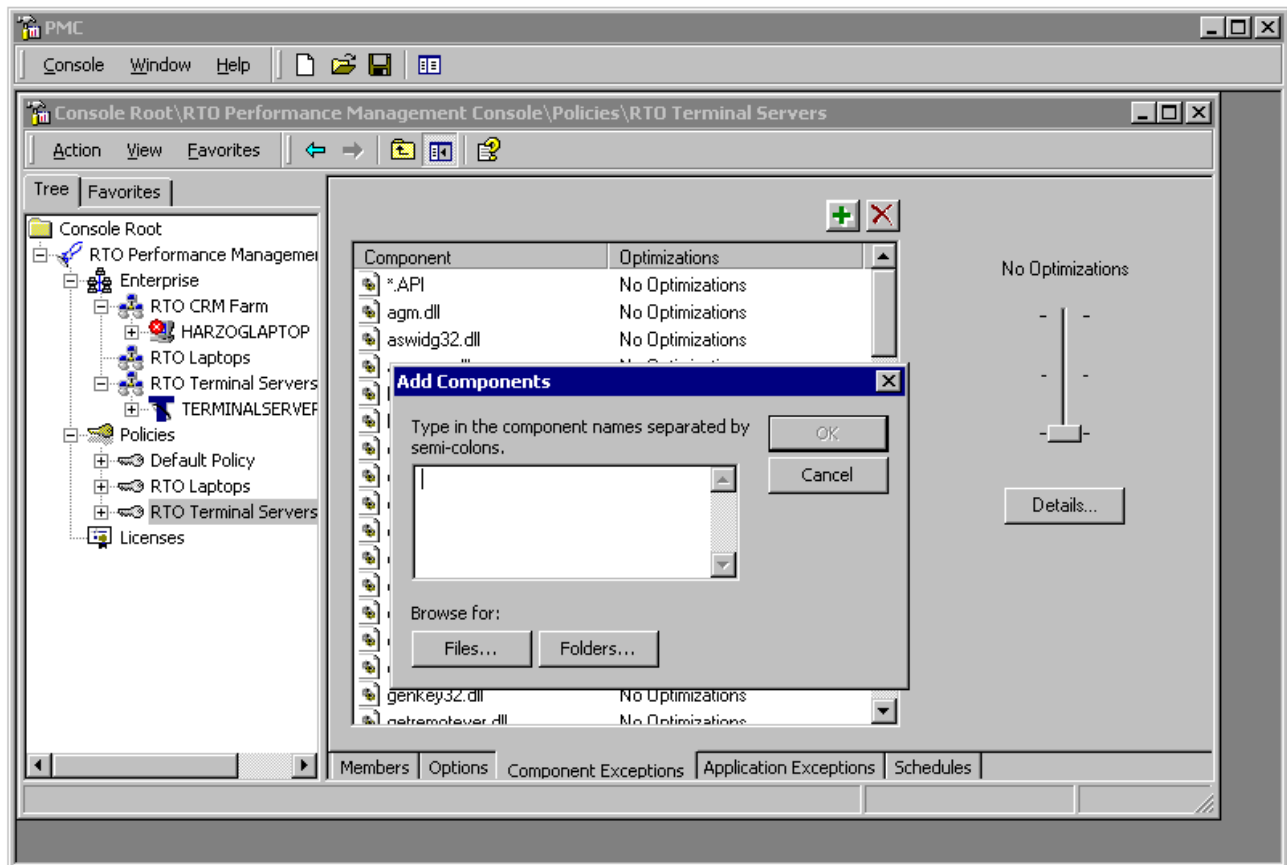 PMC
Console Window Help
Console Root\RTO Performance Management Console\Policies\RTO Terminal Servers
Action View Favorites
Tree Favorites
Console Root
RTO Performance Managemer
Enterprise
RTO CRM Farm
HARZOGLAPTOP
RTO Laptops
RTO Terminal Servers
TERMINALSERVER
Policies
Default Policy
RTO Laptops
RTO Terminal Servers
Licenses
Component Optimizations
*.API No Optimizations
agm.dll No Optimizations
aswidg32.dll No Optimizations
genkey32.dll No Optimizations
getremotever.dll No Optimizations
No Optimizations
Details...
Add Components
Type in the component names separated by
semi-colons.
OK
Cancel
Browse for:
Files... Folders...
Members Options Component Exceptions Application Exceptions Schedules